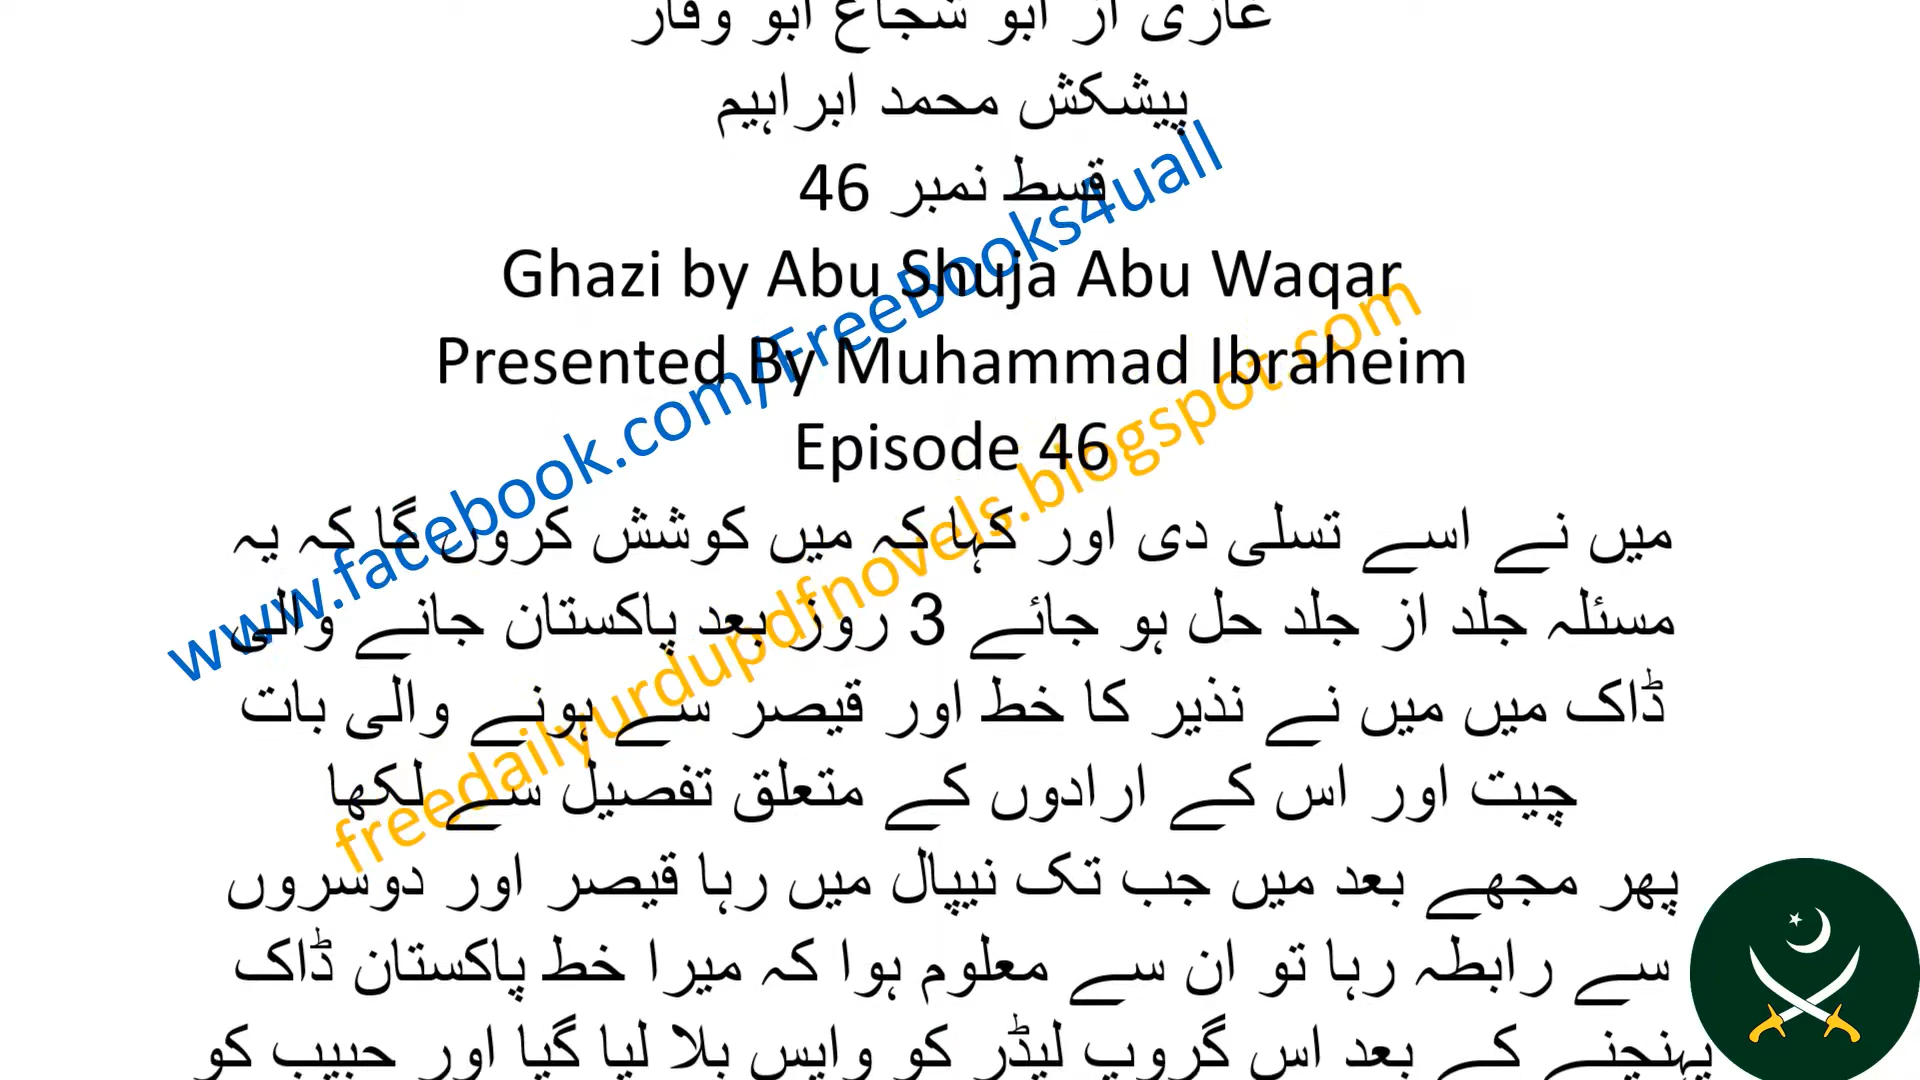 غازی از ابو شجاع ابو وقار
پیشکش محمد ابراہیم
قسط نمبر 46
Ghazi by Abu Shuja Abu Waqar
Presented By Muhammad Ibraheim
Episode 46
میں نے اسے تسلی دی اور کہا کہ میں کوشش کروں گا کہ یہ
مسئلہ جلد از جلد حل ہو جائے 3 روز بعد پاکستان جانے والی
ڈاک میں میں نے نذیر کا خط اور قیصر سے ہونے والی بات
چیت اور اس کے ارادوں کے متعلق تفصیل سے لکھا
پھر مجھے بعد میں جب تک نیپال میں رہا قیصر اور دوسروں
سے رابطہ رہا تو ان سے معلوم ہوا کہ میرا خط پاکستان ڈاک
پہنچنے کے بعد اس گروپ لیڈر کو واپس بلا لیا گیا اور حبیب کو
www.facebook.com/FreeBooks4uall
freedailyurdupdfnovels.blogspot.com